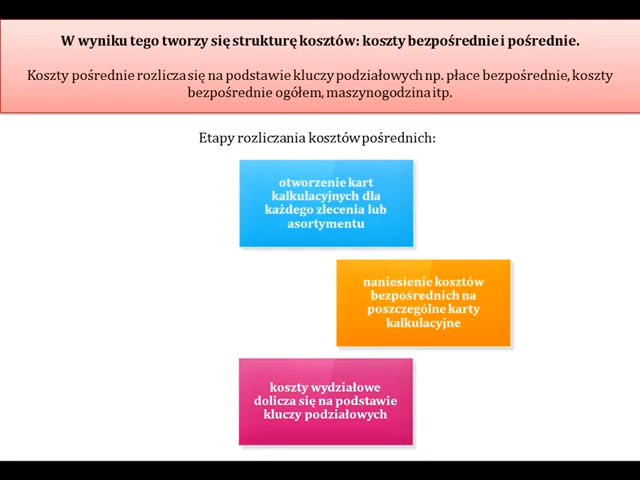 W wyniku tego tworzy się strukturę kosztów: koszty bezpośrednie i pośrednie.
Koszty pośrednie rozlicza się na podstawie kluczy podziałowych np. płace bezpośrednie, koszty
bezpośrednie ogółem, maszynogodzina itp.
Etapy rozliczania kosztów pośrednich:
otworzenie kart
kalkulacyjnych dla
każdego zlecenia lub
asortymentu
naniesienie kosztów
bezpośrednich na
poszczególne karty
kalkulacyjne
koszty wydziałowe
dolicza się na podstawie
kluczy podziałowych